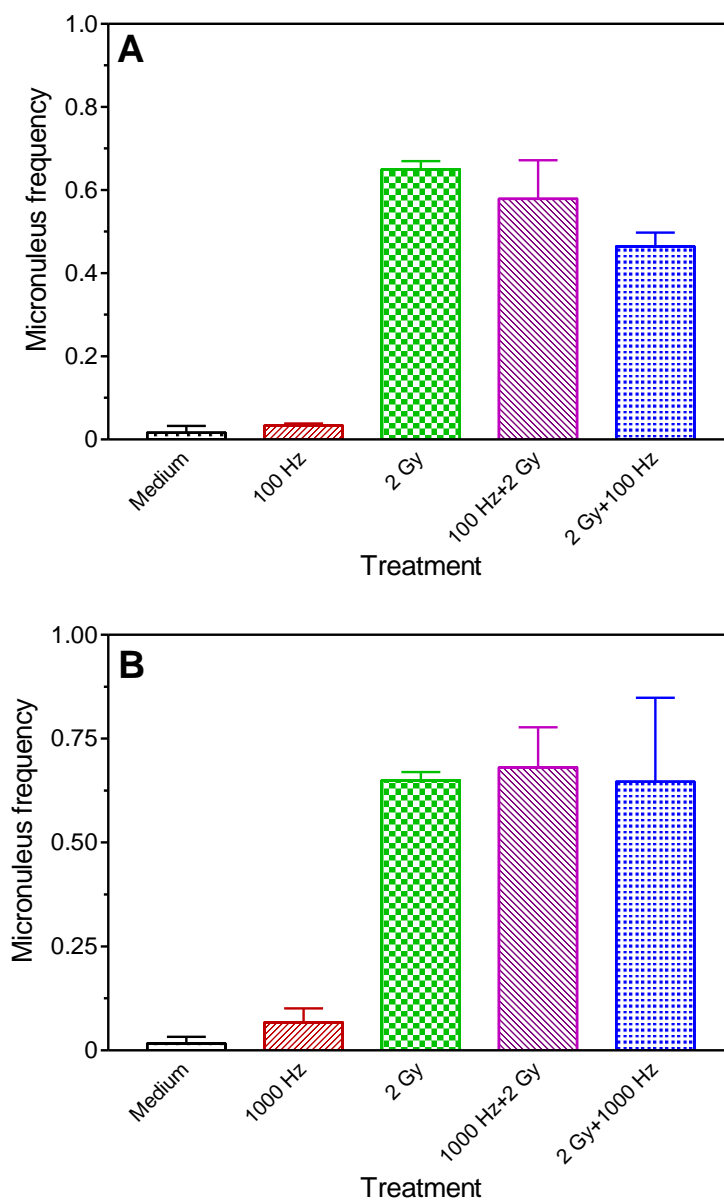 A
1.0
0.8
0.6
0.4
0.2
0
Micronuleus frequency
Medium
100 Hz
2 Gy
100 Hz+2 Gy
2 Gy+100 Hz
Treatment
B
1.00
0.75
0.50
0.25
0
Micronuleus frequency
Medium
1000 Hz
2 Gy
1000 Hz+2 Gy
2 Gy+1000 Hz
Treatment